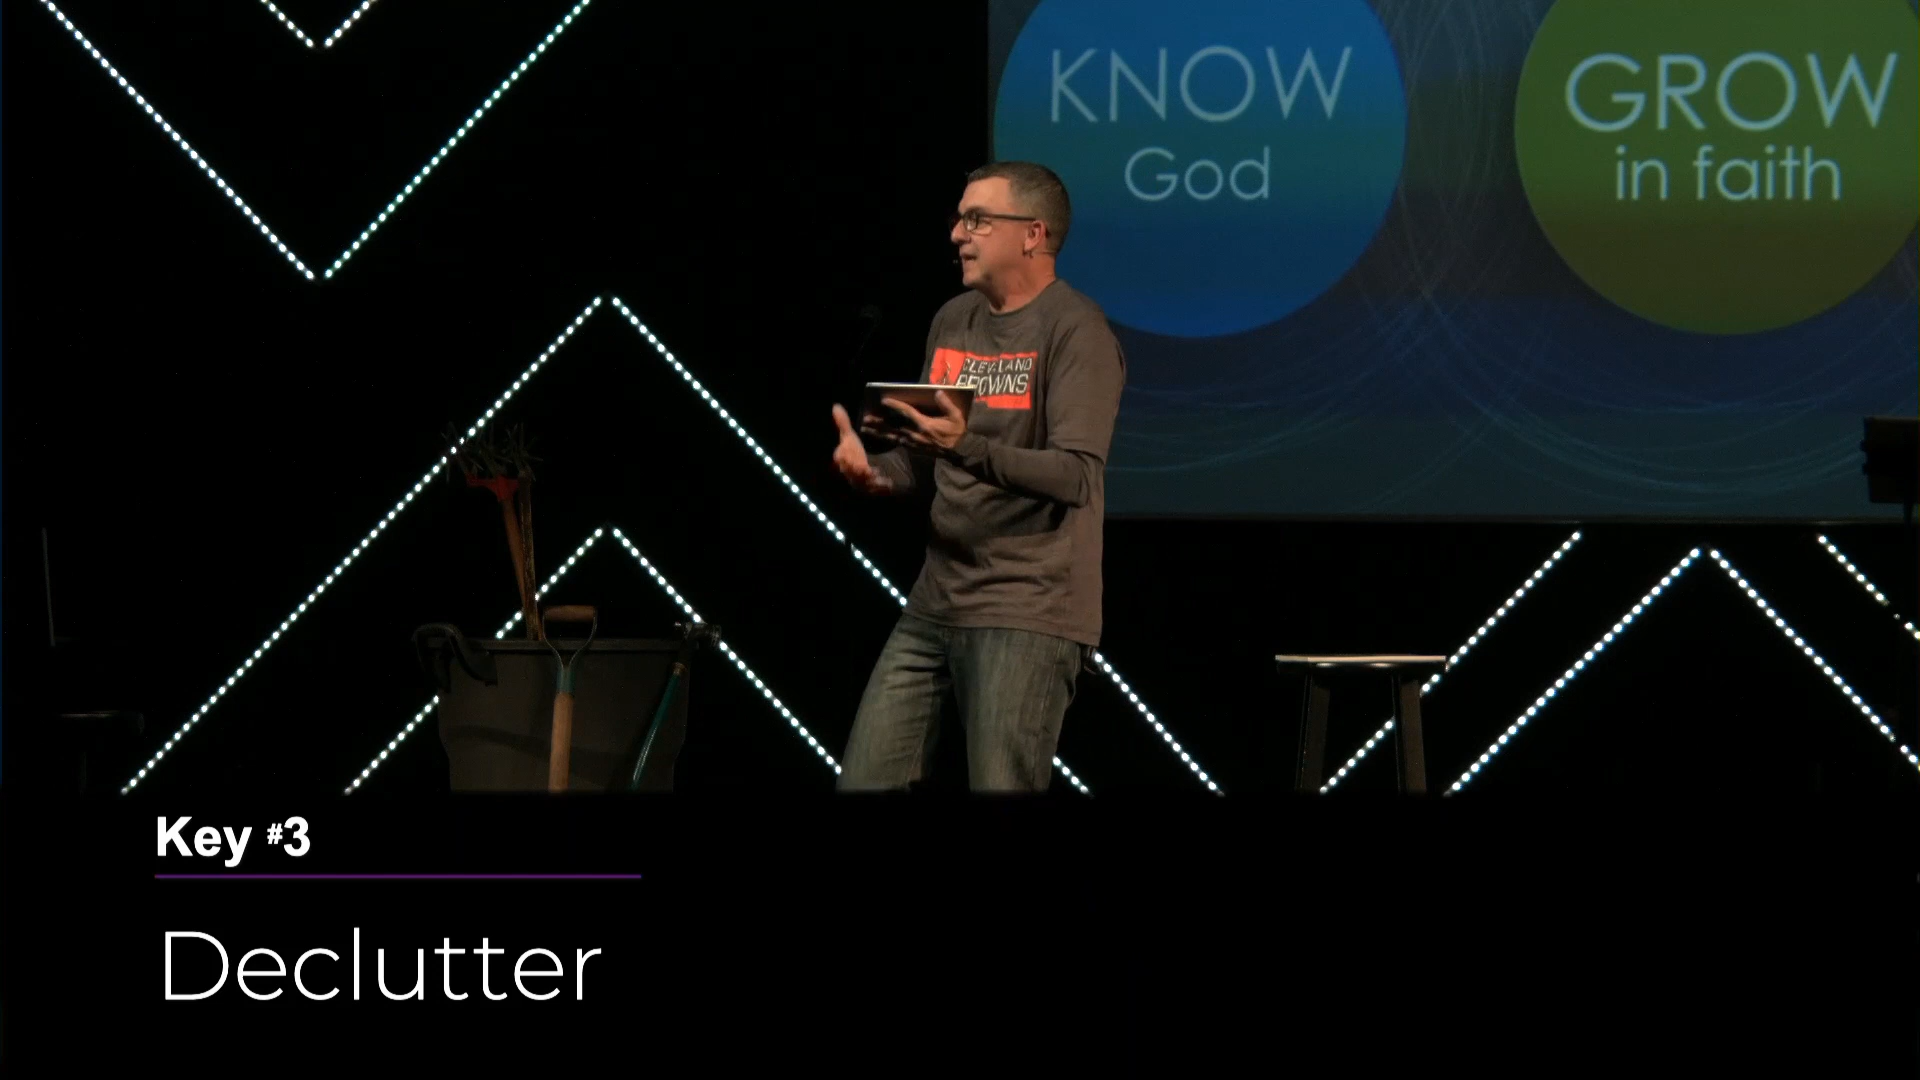 KNOW
God
GROW
in faith
CLEVELAND
BROWNS
Key #3
Declutter